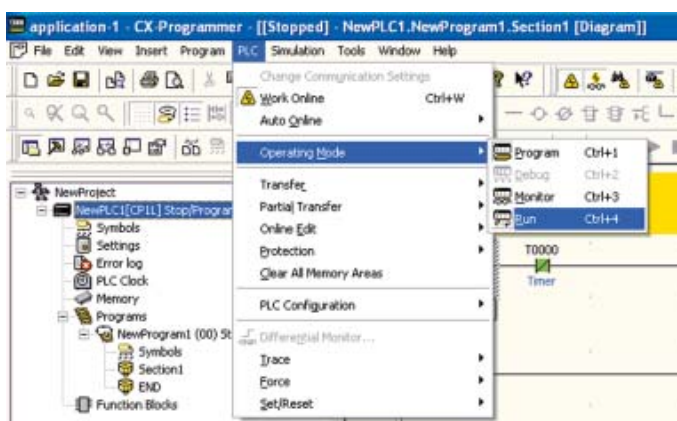 application-1 - CX-Programmer - [[Stopped] - NewPLC1.NewProgram1.Section1 [Diagram]]
File Edit View Insert Program PLC Simulation Tools Window Help
Change Communication Settings
Work Online Ctrl+W
Auto Online
Operating Mode
Program Ctrl+1
Debug Ctrl+2
Monitor Ctrl+3
Run Ctrl+4
Transfer
Partial Transfer
Online Edit
Protection
Clear All Memory Areas
PLC Configuration
Differential Monitor...
Trace
Force
Set/Reset
NewProject
NewPLC1[CP1L] Stop/Program
Symbols
Settings
Error log
PLC Clock
Memory
Programs
NewProgram1 (00) St
Symbols
Section1
END
Function Blocks
T0000
Timer